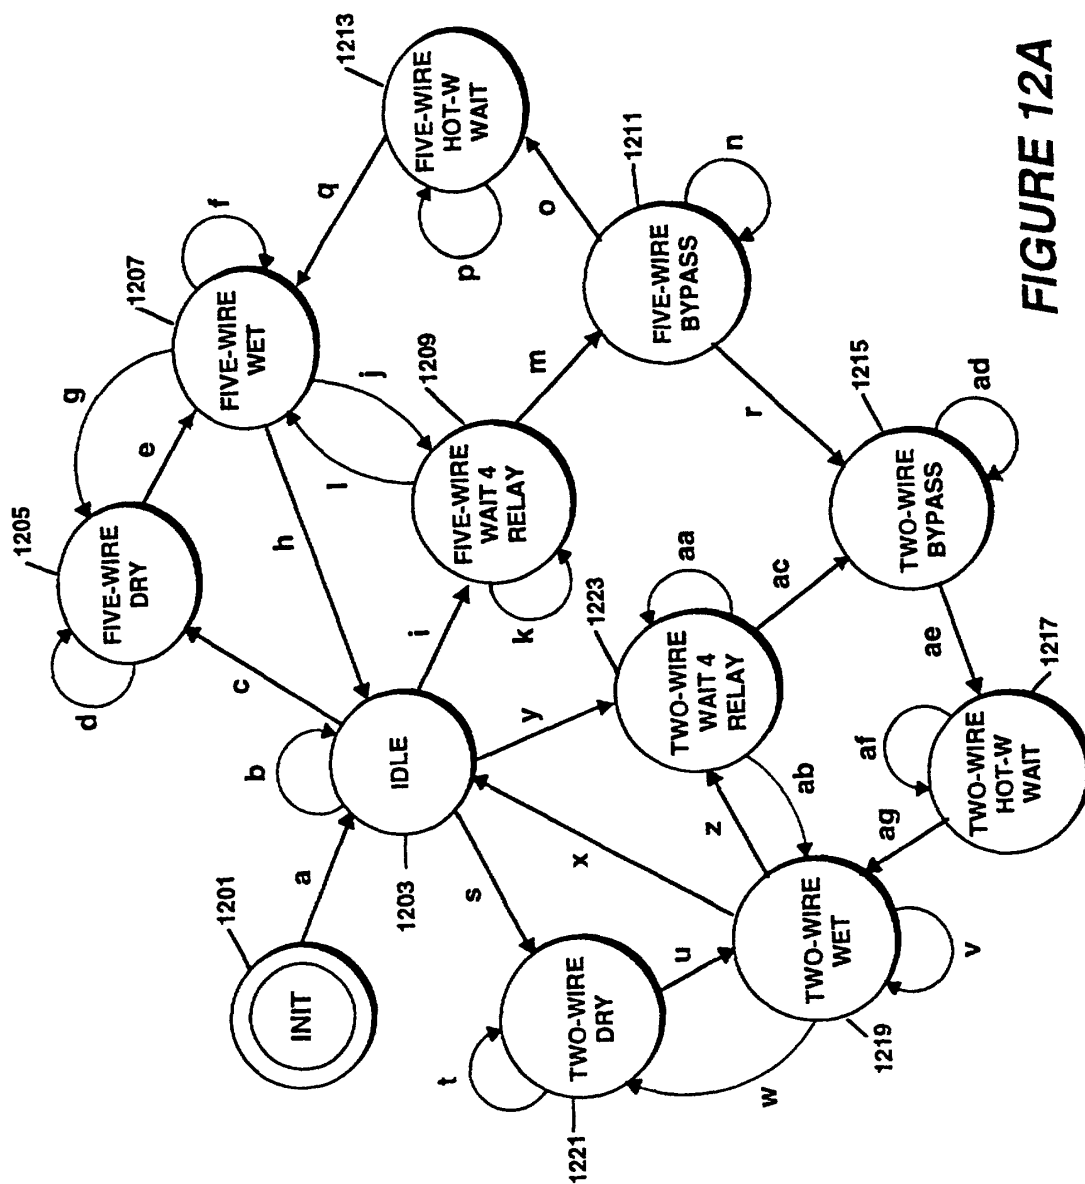 1201
INIT
a
b
IDLE
1203
c
d
FIVE-WIRE
DRY
1205
e
g
f
FIVE-WIRE
WET
1207
h
i
j
l
k
FIVE-WIRE
WAIT 4
RELAY
1209
m
q
p
FIVE-WIRE
HOT-W
WAIT
1213
o
n
FIVE-WIRE
BYPASS
1211
r
s
t
TWO-WIRE
DRY
1221
u
w
v
TWO-WIRE
WET
1219
x
y
z
ab
aa
TWO-WIRE
WAIT 4
RELAY
1223
ac
ad
TWO-WIRE
BYPASS
1215
ae
af
ag
TWO-WIRE
HOT-W
WAIT
1217
FIGURE 12A